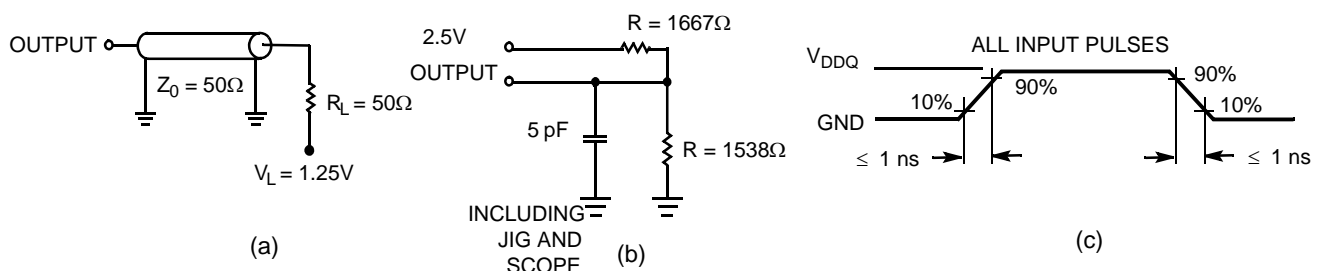 OUTPUT
Z0 = 50Ω
RL = 50Ω
VL = 1.25V
(a)
R = 1667Ω
2.5V
OUTPUT
5 pF
R = 1538Ω
INCLUDING
JIG AND
SCOPE
(b)
ALL INPUT PULSES
VDDQ
GND
10%
90%
90%
10%
≤ 1 ns
≤ 1 ns
(c)